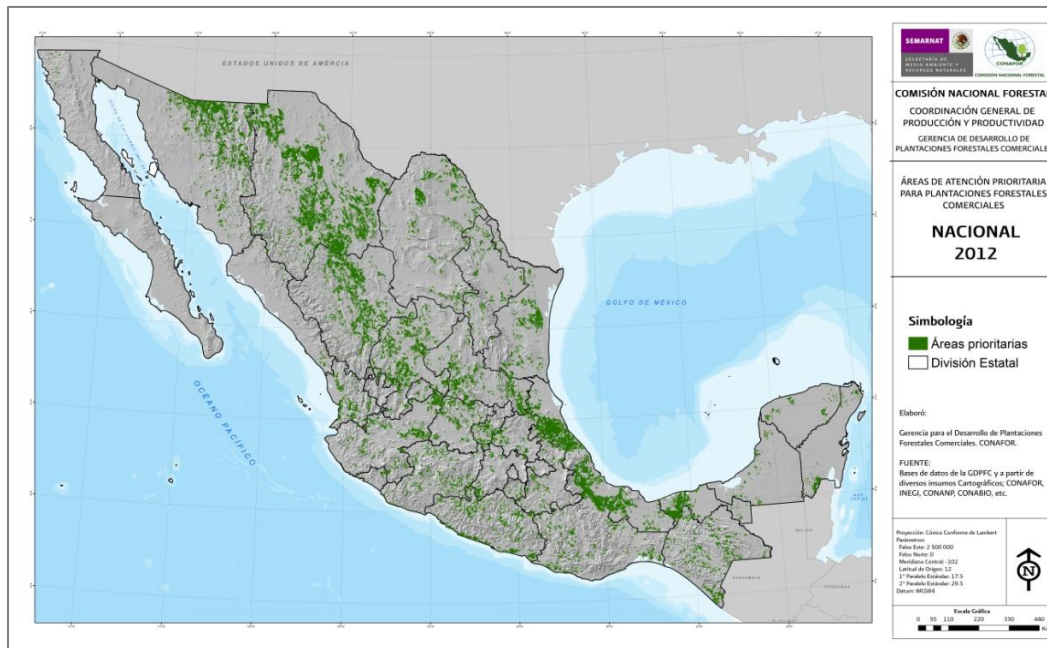 ESTADOS UNIDOS DE AMÉRCIA
GOLFO DE MÉXICO
OCÉANO PACÍFICO
BELICE
GUATEMALA
HONDURAS
SEMARNAT
SECRETARÍA DE
MEDIO AMBIENTE Y
RECURSOS NATURALES
CONAFOR
COMISIÓN NACIONAL FORESTAL
COMISIÓN NACIONAL FORESTAL
COORDINACIÓN GENERAL DE
PRODUCCIÓN Y PRODUCTIVIDAD
GERENCIA DE DESARROLLO DE
PLANTACIONES FORESTALES COMERCIALE
ÁREAS DE ATENCIÓN PRIORITARIA
PARA PLANTACIONES FORESTALES
COMERCIALES
NACIONAL
2012
Simbología
Áreas prioritarias
División Estatal
Elaboró:
Gerencia para el Desarrollo de Plantaciones
Forestales Comerciales. CONAFOR.
FUENTE:
Bases de datos de la GDPFC y a partir de
diversos insumos Cartográficos; CONAFOR,
INEGI, CONANP, CONABIO, etc.
Proyección: Cónica Conforme de Lambert
Parámetros:
Falso Este: 2 500 000
Falso Norte: 0
Meridiano Central: -102
Latitud de Origen: 12
1° Paralelo Estándar: 17.5
2° Paralelo Estándar: 29.5
Datum: WGS84
N
Escala Gráfica
0 55 110 220 330 440